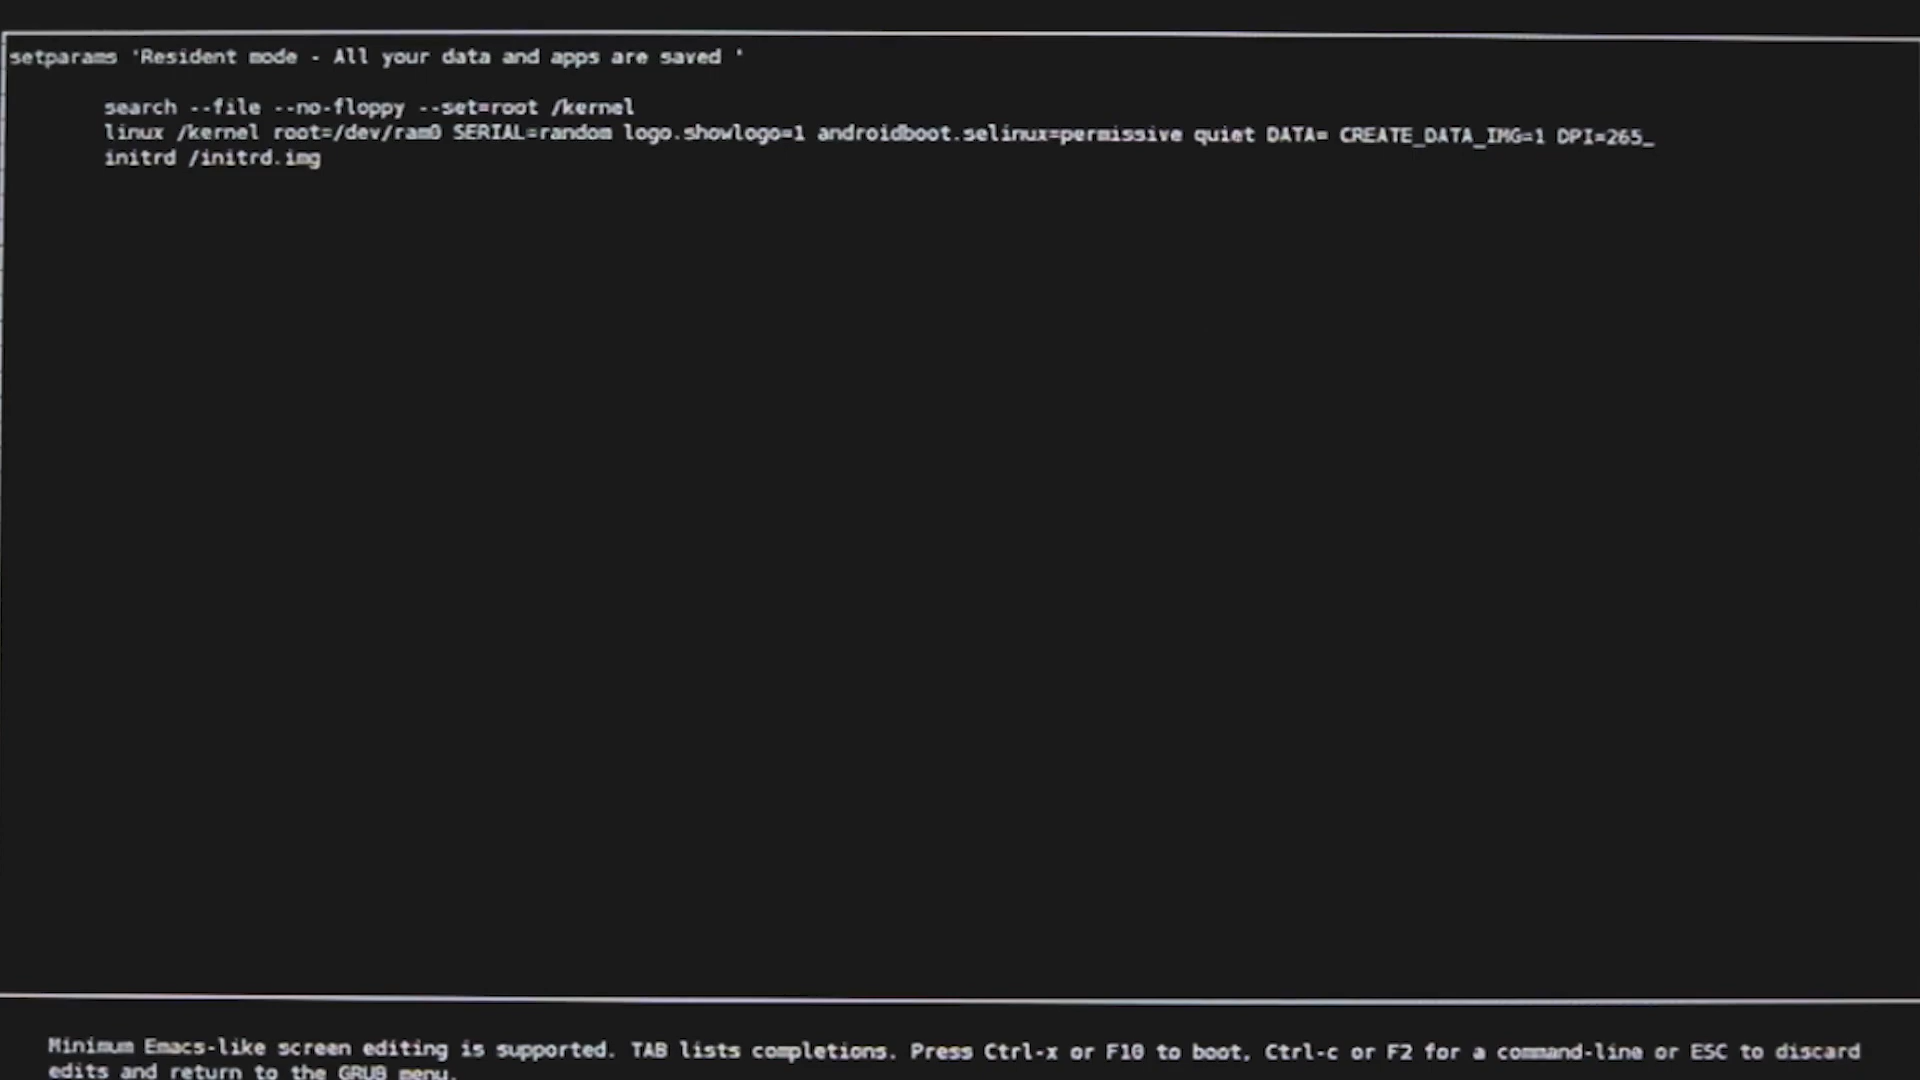 setparams 'Resident mode - All your data and apps are saved '
search --file --no-floppy --set=root /kernel
linux /kernel root=/dev/ram0 SERIAL=random logo.showlogo=1 androidboot.selinux=permissive quiet DATA= CREATE_DATA_IMG=1 DPI=265_
initrd /initrd.img
Minimum Emacs-like screen editing is supported. TAB lists completions. Press Ctrl-x or F10 to boot, Ctrl-c or F2 for a command-line or ESC to discard
edits and return to the GRUB menu.